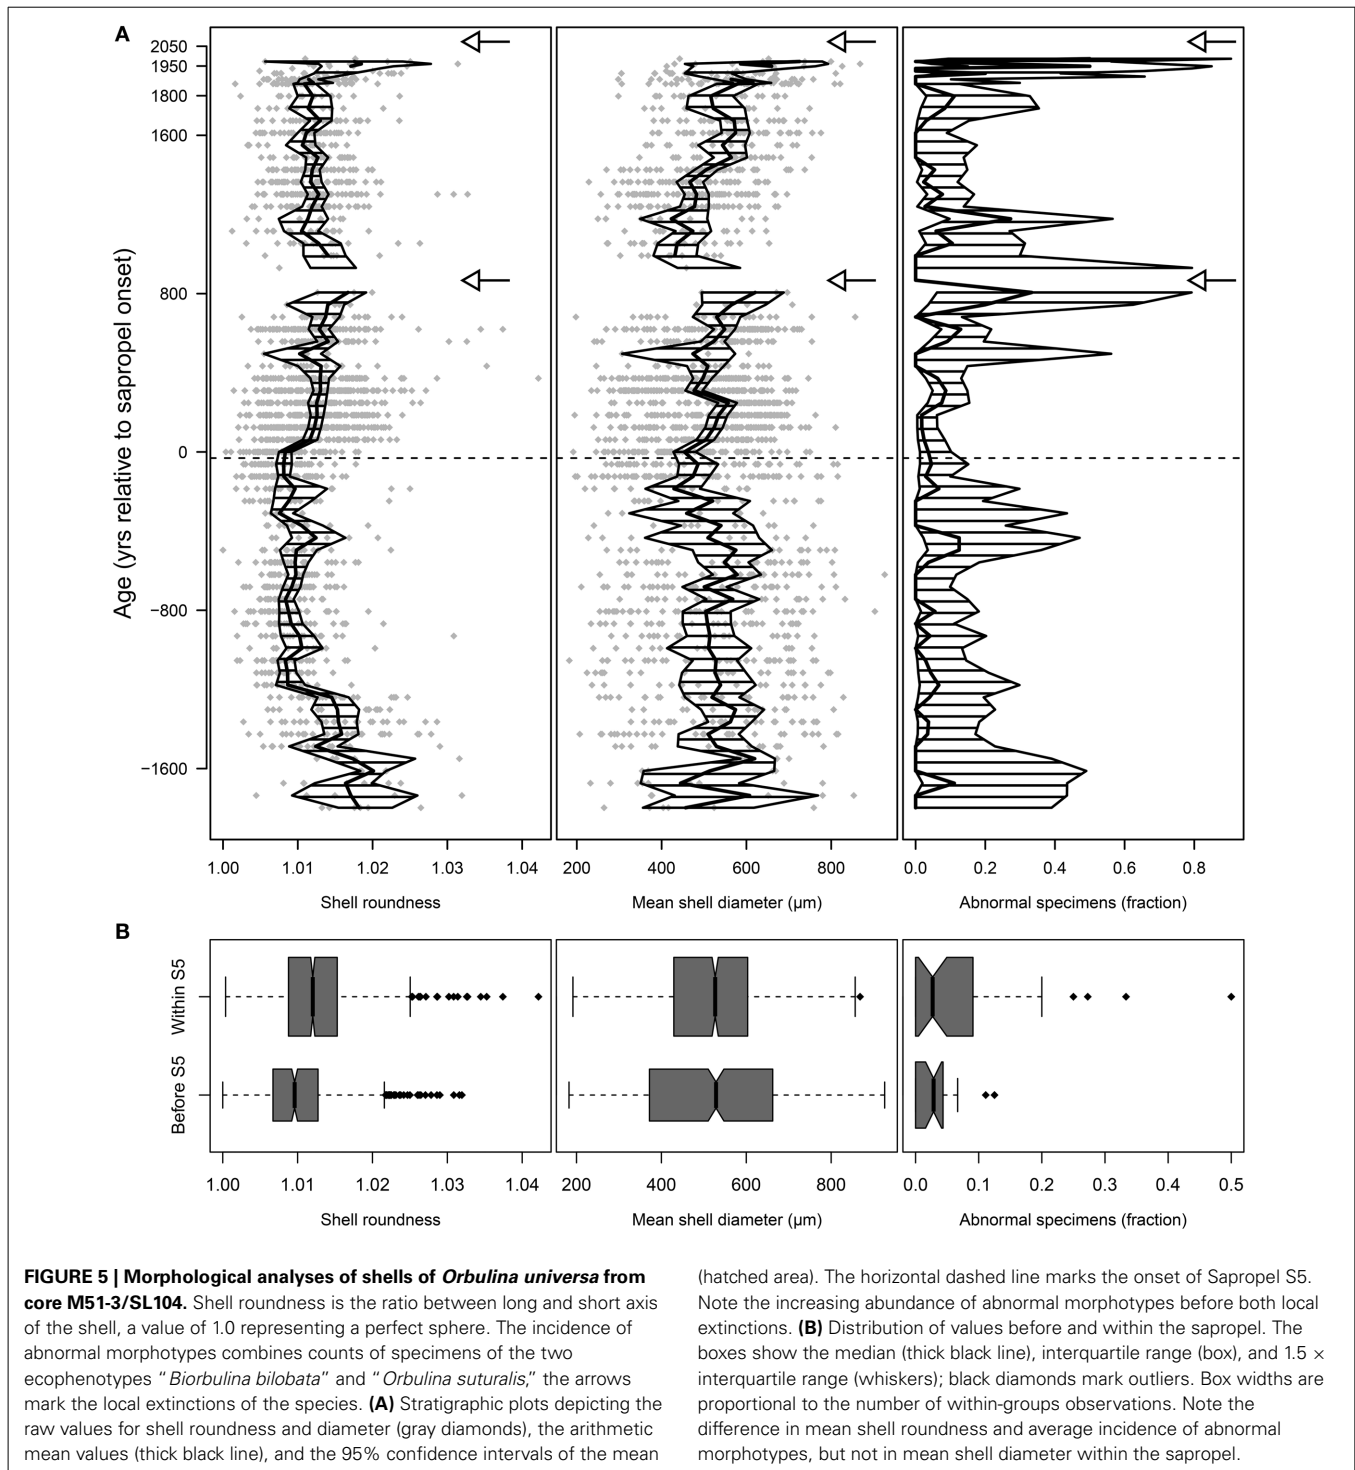 A
Age (yrs relative to sapropel onset)
2050
1950
1800
1600
800
0
−800
−1600
1.00 1.01 1.02 1.03 1.04
Shell roundness
200 400 600 800
Mean shell diameter (µm)
0.0 0.2 0.4 0.6 0.8
Abnormal specimens (fraction)
B
Within S5
Before S5
1.00 1.01 1.02 1.03 1.04
Shell roundness
200 400 600 800
Mean shell diameter (µm)
0.0 0.1 0.2 0.3 0.4 0.5
Abnormal specimens (fraction)
FIGURE 5 | Morphological analyses of shells of Orbulina universa from
core M51-3/SL104. Shell roundness is the ratio between long and short axis
of the shell, a value of 1.0 representing a perfect sphere. The incidence of
abnormal morphotypes combines counts of specimens of the two
ecophenotypes “Biorbulina bilobata” and “Orbulina suturalis,” the arrows
mark the local extinctions of the species. (A) Stratigraphic plots depicting the
raw values for shell roundness and diameter (gray diamonds), the arithmetic
mean values (thick black line), and the 95% confidence intervals of the mean
(hatched area). The horizontal dashed line marks the onset of Sapropel S5.
Note the increasing abundance of abnormal morphotypes before both local
extinctions. (B) Distribution of values before and within the sapropel. The
boxes show the median (thick black line), interquartile range (box), and 1.5 ×
interquartile range (whiskers); black diamonds mark outliers. Box widths are
proportional to the number of within-groups observations. Note the
difference in mean shell roundness and average incidence of abnormal
morphotypes, but not in mean shell diameter within the sapropel.